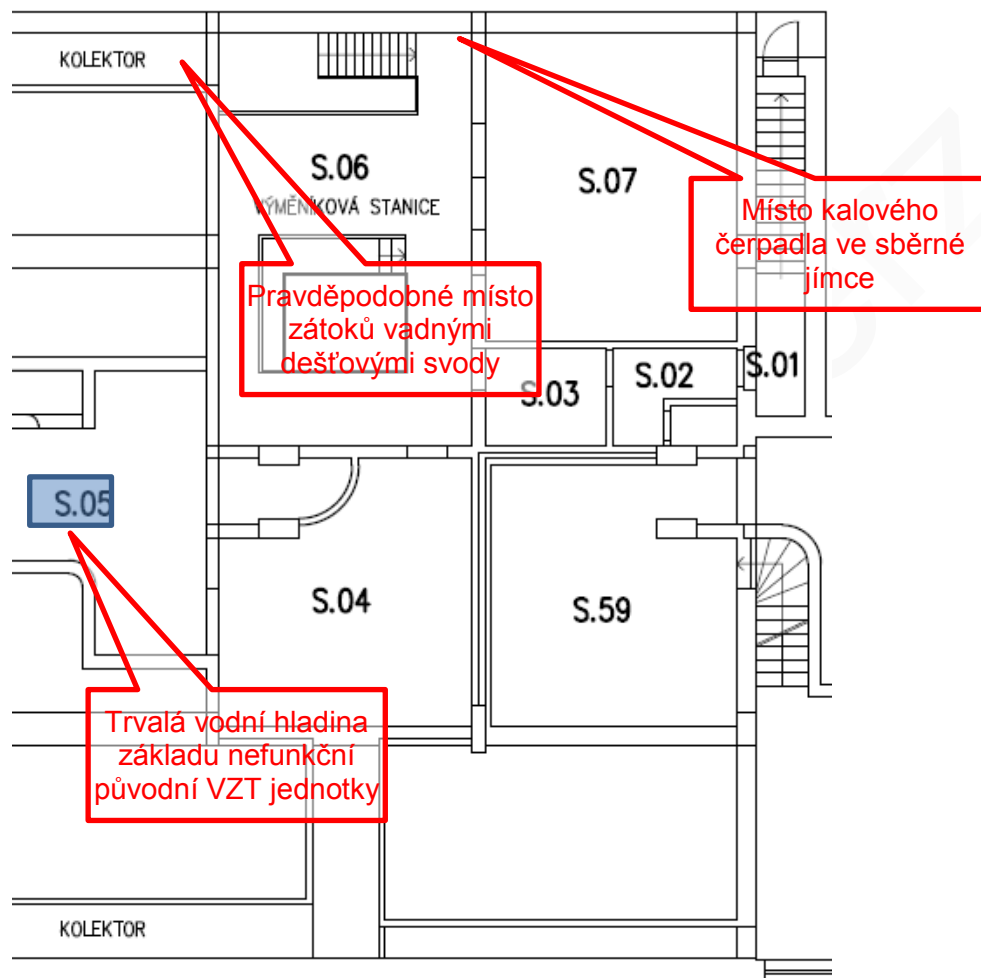 KOLEKTOR
S.06
VÝMĚNÍKOVÁ STANICE
S.07
Místo kalového
čerpadla ve sběrné
jímce
Pravděpodobné místo
zátoků vadnými
dešťovými svody
S.03
S.02
S.01
S.05
S.04
S.59
Trvalá vodní hladina
základu nefunkční
původní VZT jednotky
KOLEKTOR